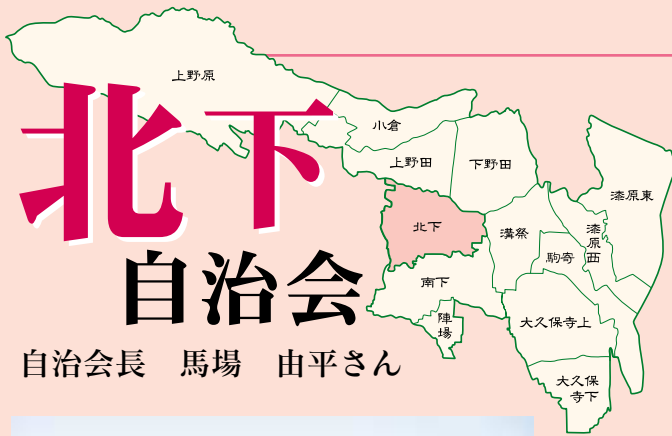 北下
自治会
自治会長　馬場　由平さん
上野原
小倉
上野田
下野田
北下
溝祭
駒寄
漆原西
漆原東
南下
陣場
大久保寺上
大久保
寺下